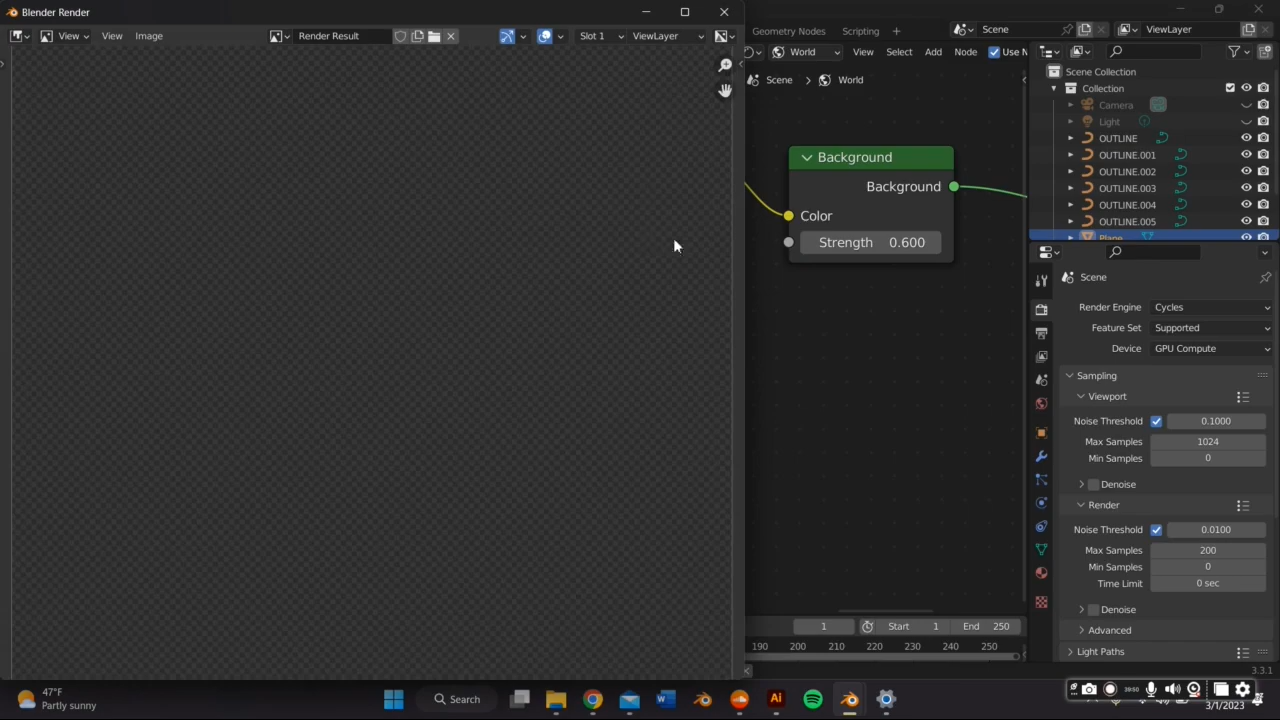 Blender Render
View View Image Render Result Slot 1 ViewLayer
Geometry Nodes Scripting Scene ViewLayer
World View Select Add Node Use N
Scene > World
Background
Background
Color
Strength 0.600
Scene Collection
Collection
Camera
Light
OUTLINE
OUTLINE.001
OUTLINE.002
OUTLINE.003
OUTLINE.004
OUTLINE.005
Plane
Scene
Render Engine Cycles
Feature Set Supported
Device GPU Compute
Sampling
Viewport
Noise Threshold 0.1000
Max Samples 1024
Min Samples 0
Denoise
Render
Noise Threshold 0.0100
Max Samples 200
Min Samples 0
Time Limit 0 sec
Denoise
Advanced
Light Paths
1 Start 1 End 250
190 200 210 220 230 240 250
3.3.1
47°F
Partly sunny
Search
39:50
3/1/2023